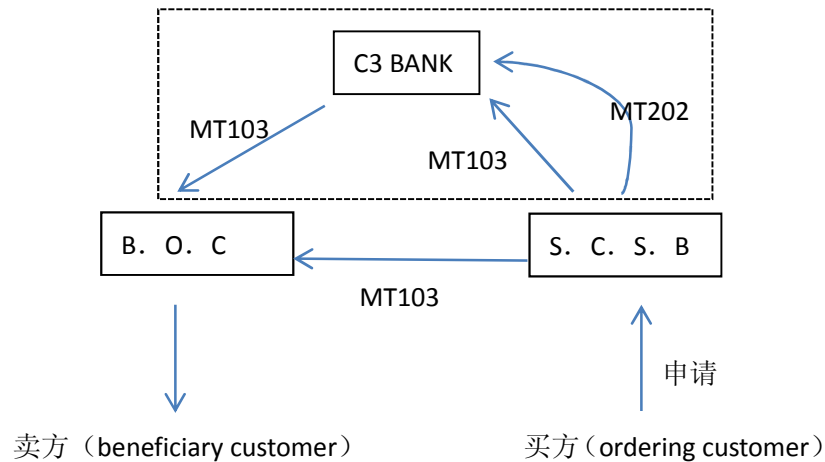 C3 BANK
MT103
MT103
MT202
B．O．C
S．C．S．B
MT103
申请
卖方（beneficiary customer）
买方（ordering customer）